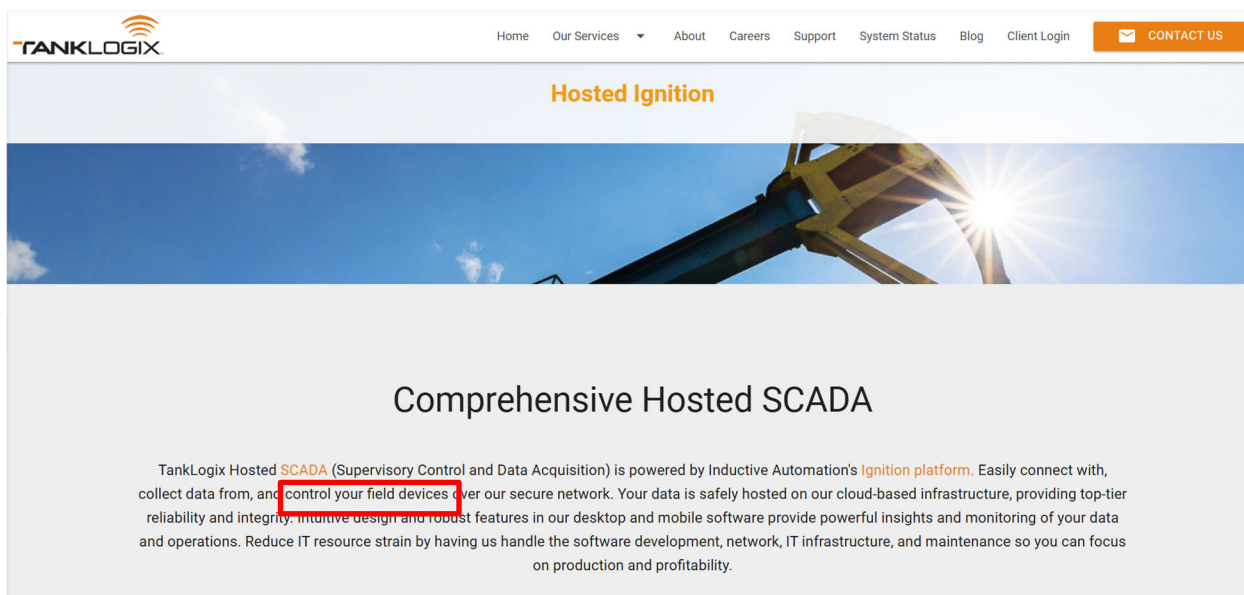 TANKLOGIX
Home Our Services About Careers Support System Status Blog Client Login CONTACT US
Hosted Ignition
Comprehensive Hosted SCADA
TankLogix Hosted SCADA (Supervisory Control and Data Acquisition) is powered by Inductive Automation's Ignition platform. Easily connect with,
collect data from, and control your field devices over our secure network. Your data is safely hosted on our cloud-based infrastructure, providing top-tier
reliability and integrity. Intuitive design and robust features in our desktop and mobile software provide powerful insights and monitoring of your data
and operations. Reduce IT resource strain by having us handle the software development, network, IT infrastructure, and maintenance so you can focus
on production and profitability.